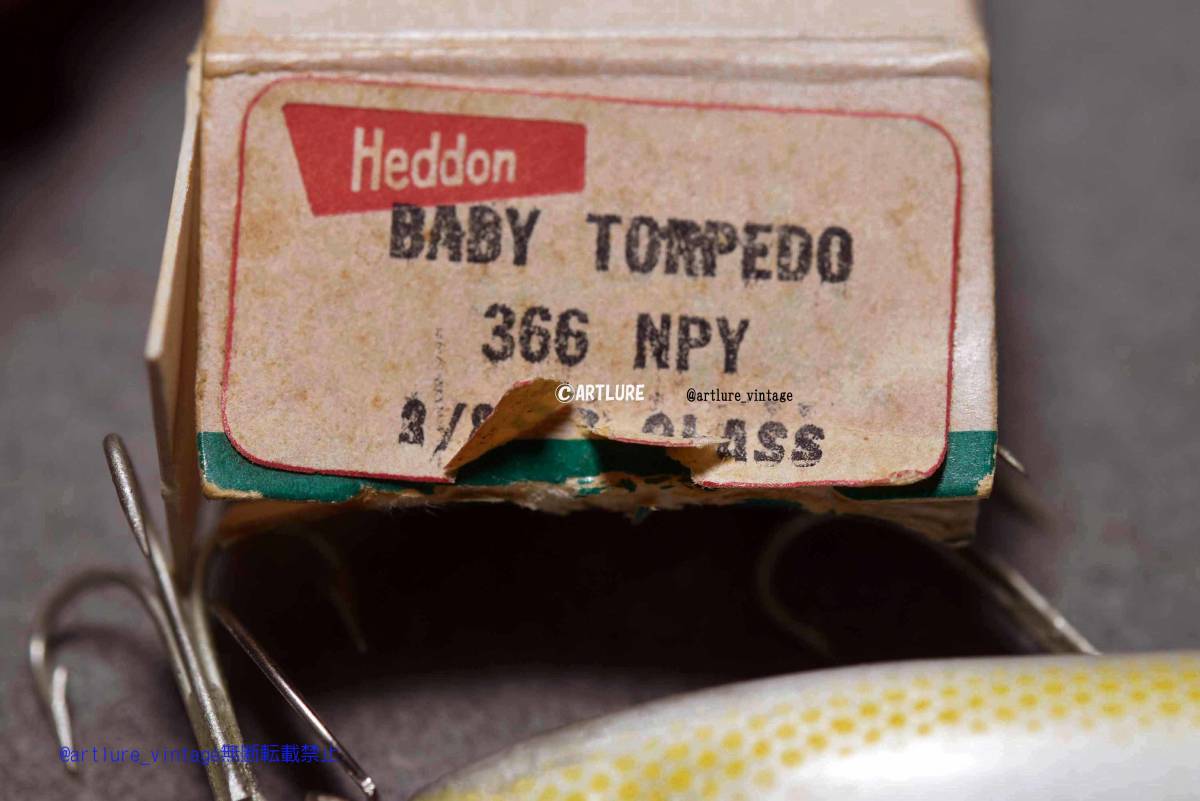 Heddon
BABY TORPEDO
366 NPY
©ARTLURE
@artlure_vintage
@artlure_vintage無断転載禁止